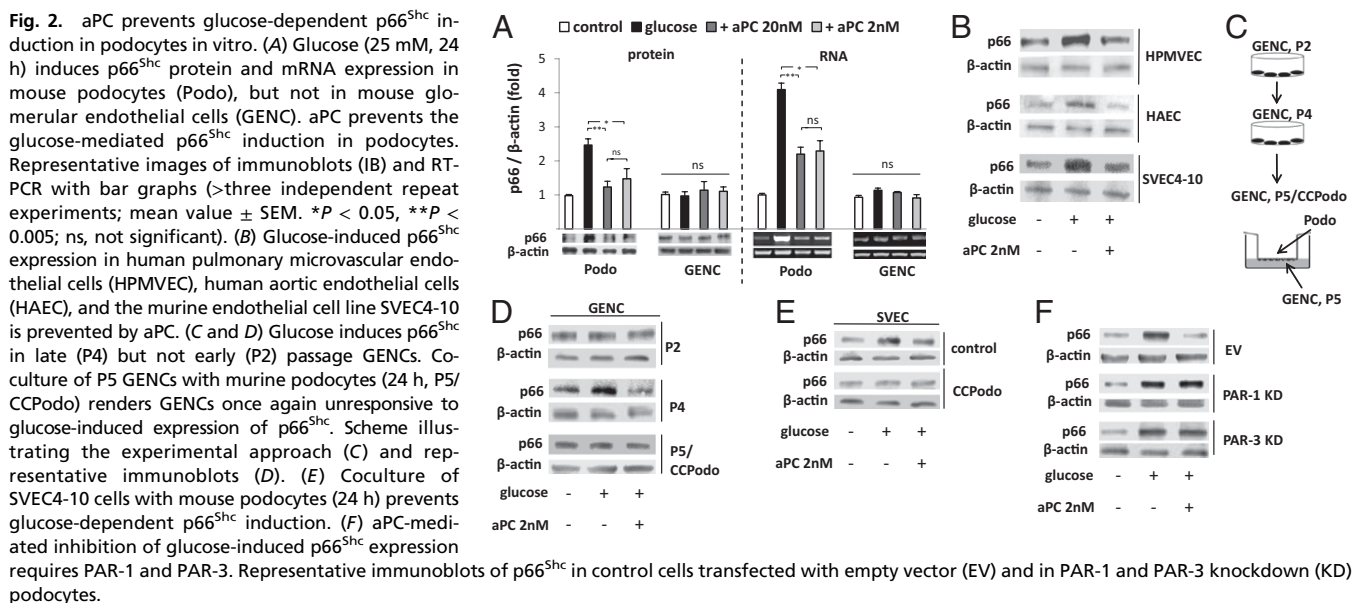 Fig. 2. aPC prevents glucose-dependent p66Shc in-
duction in podocytes in vitro. (A) Glucose (25 mM, 24
h) induces p66Shc protein and mRNA expression in
mouse podocytes (Podo), but not in mouse glo-
merular endothelial cells (GENC). aPC prevents the
glucose-mediated p66Shc induction in podocytes.
Representative images of immunoblots (IB) and RT-
PCR with bar graphs (>three independent repeat
experiments; mean value ± SEM. *P < 0.05, **P <
0.005; ns, not significant). (B) Glucose-induced p66Shc
expression in human pulmonary microvascular endo-
thelial cells (HPMVEC), human aortic endothelial cells
(HAEC), and the murine endothelial cell line SVEC4-10
is prevented by aPC. (C and D) Glucose induces p66Shc
in late (P4) but not early (P2) passage GENCs. Co-
culture of P5 GENCs with murine podocytes (24 h, P5/
CCPodo) renders GENCs once again unresponsive to
glucose-induced expression of p66Shc. Scheme illus-
trating the experimental approach (C) and rep-
resentative immunoblots (D). (E) Coculture of
SVEC4-10 cells with mouse podocytes (24 h) prevents
glucose-dependent p66Shc induction. (F) aPC-medi-
ated inhibition of glucose-induced p66Shc expression
requires PAR-1 and PAR-3. Representative immunoblots of p66Shc in control cells transfected with empty vector (EV) and in PAR-1 and PAR-3 knockdown (KD)
podocytes.
A
control glucose + aPC 20nM + aPC 2nM
protein RNA
p66 / β-actin (fold)
5
4
3
2
1
* ** ns
ns
* ** ns
ns
p66
β-actin
Podo GENC Podo GENC
B
p66
β-actin
HPMVEC
p66
β-actin
HAEC
p66
β-actin
SVEC4-10
glucose - + +
aPC 2nM - - +
C
GENC, P2
GENC, P4
GENC, P5/CCPodo
Podo
GENC, P5
D
GENC
p66
β-actin
P2
p66
β-actin
P4
p66
β-actin
P5/
CCPodo
glucose - + +
aPC 2nM - - +
E
SVEC
p66
β-actin
control
p66
β-actin
CCPodo
glucose - + +
aPC 2nM - - +
F
p66
β-actin
EV
p66
β-actin
PAR-1 KD
p66
β-actin
PAR-3 KD
glucose - + +
aPC 2nM - - +